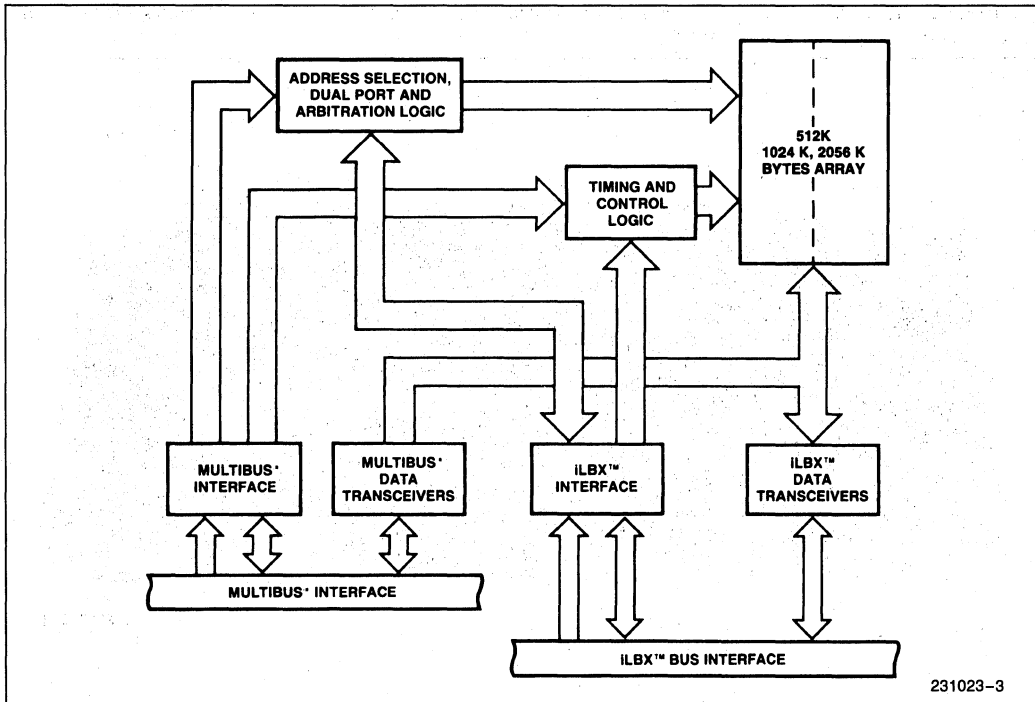 ADDRESS SELECTION,
DUAL PORT AND
ARBITRATION LOGIC
512K
1024 K, 2056 K
BYTES ARRAY
TIMING AND
CONTROL
LOGIC
MULTIBUS*
INTERFACE
MULTIBUS*
DATA
TRANSCEIVERS
iLBX™
INTERFACE
iLBX™
DATA
TRANSCEIVERS
MULTIBUS* INTERFACE
iLBX™ BUS INTERFACE
231023-3